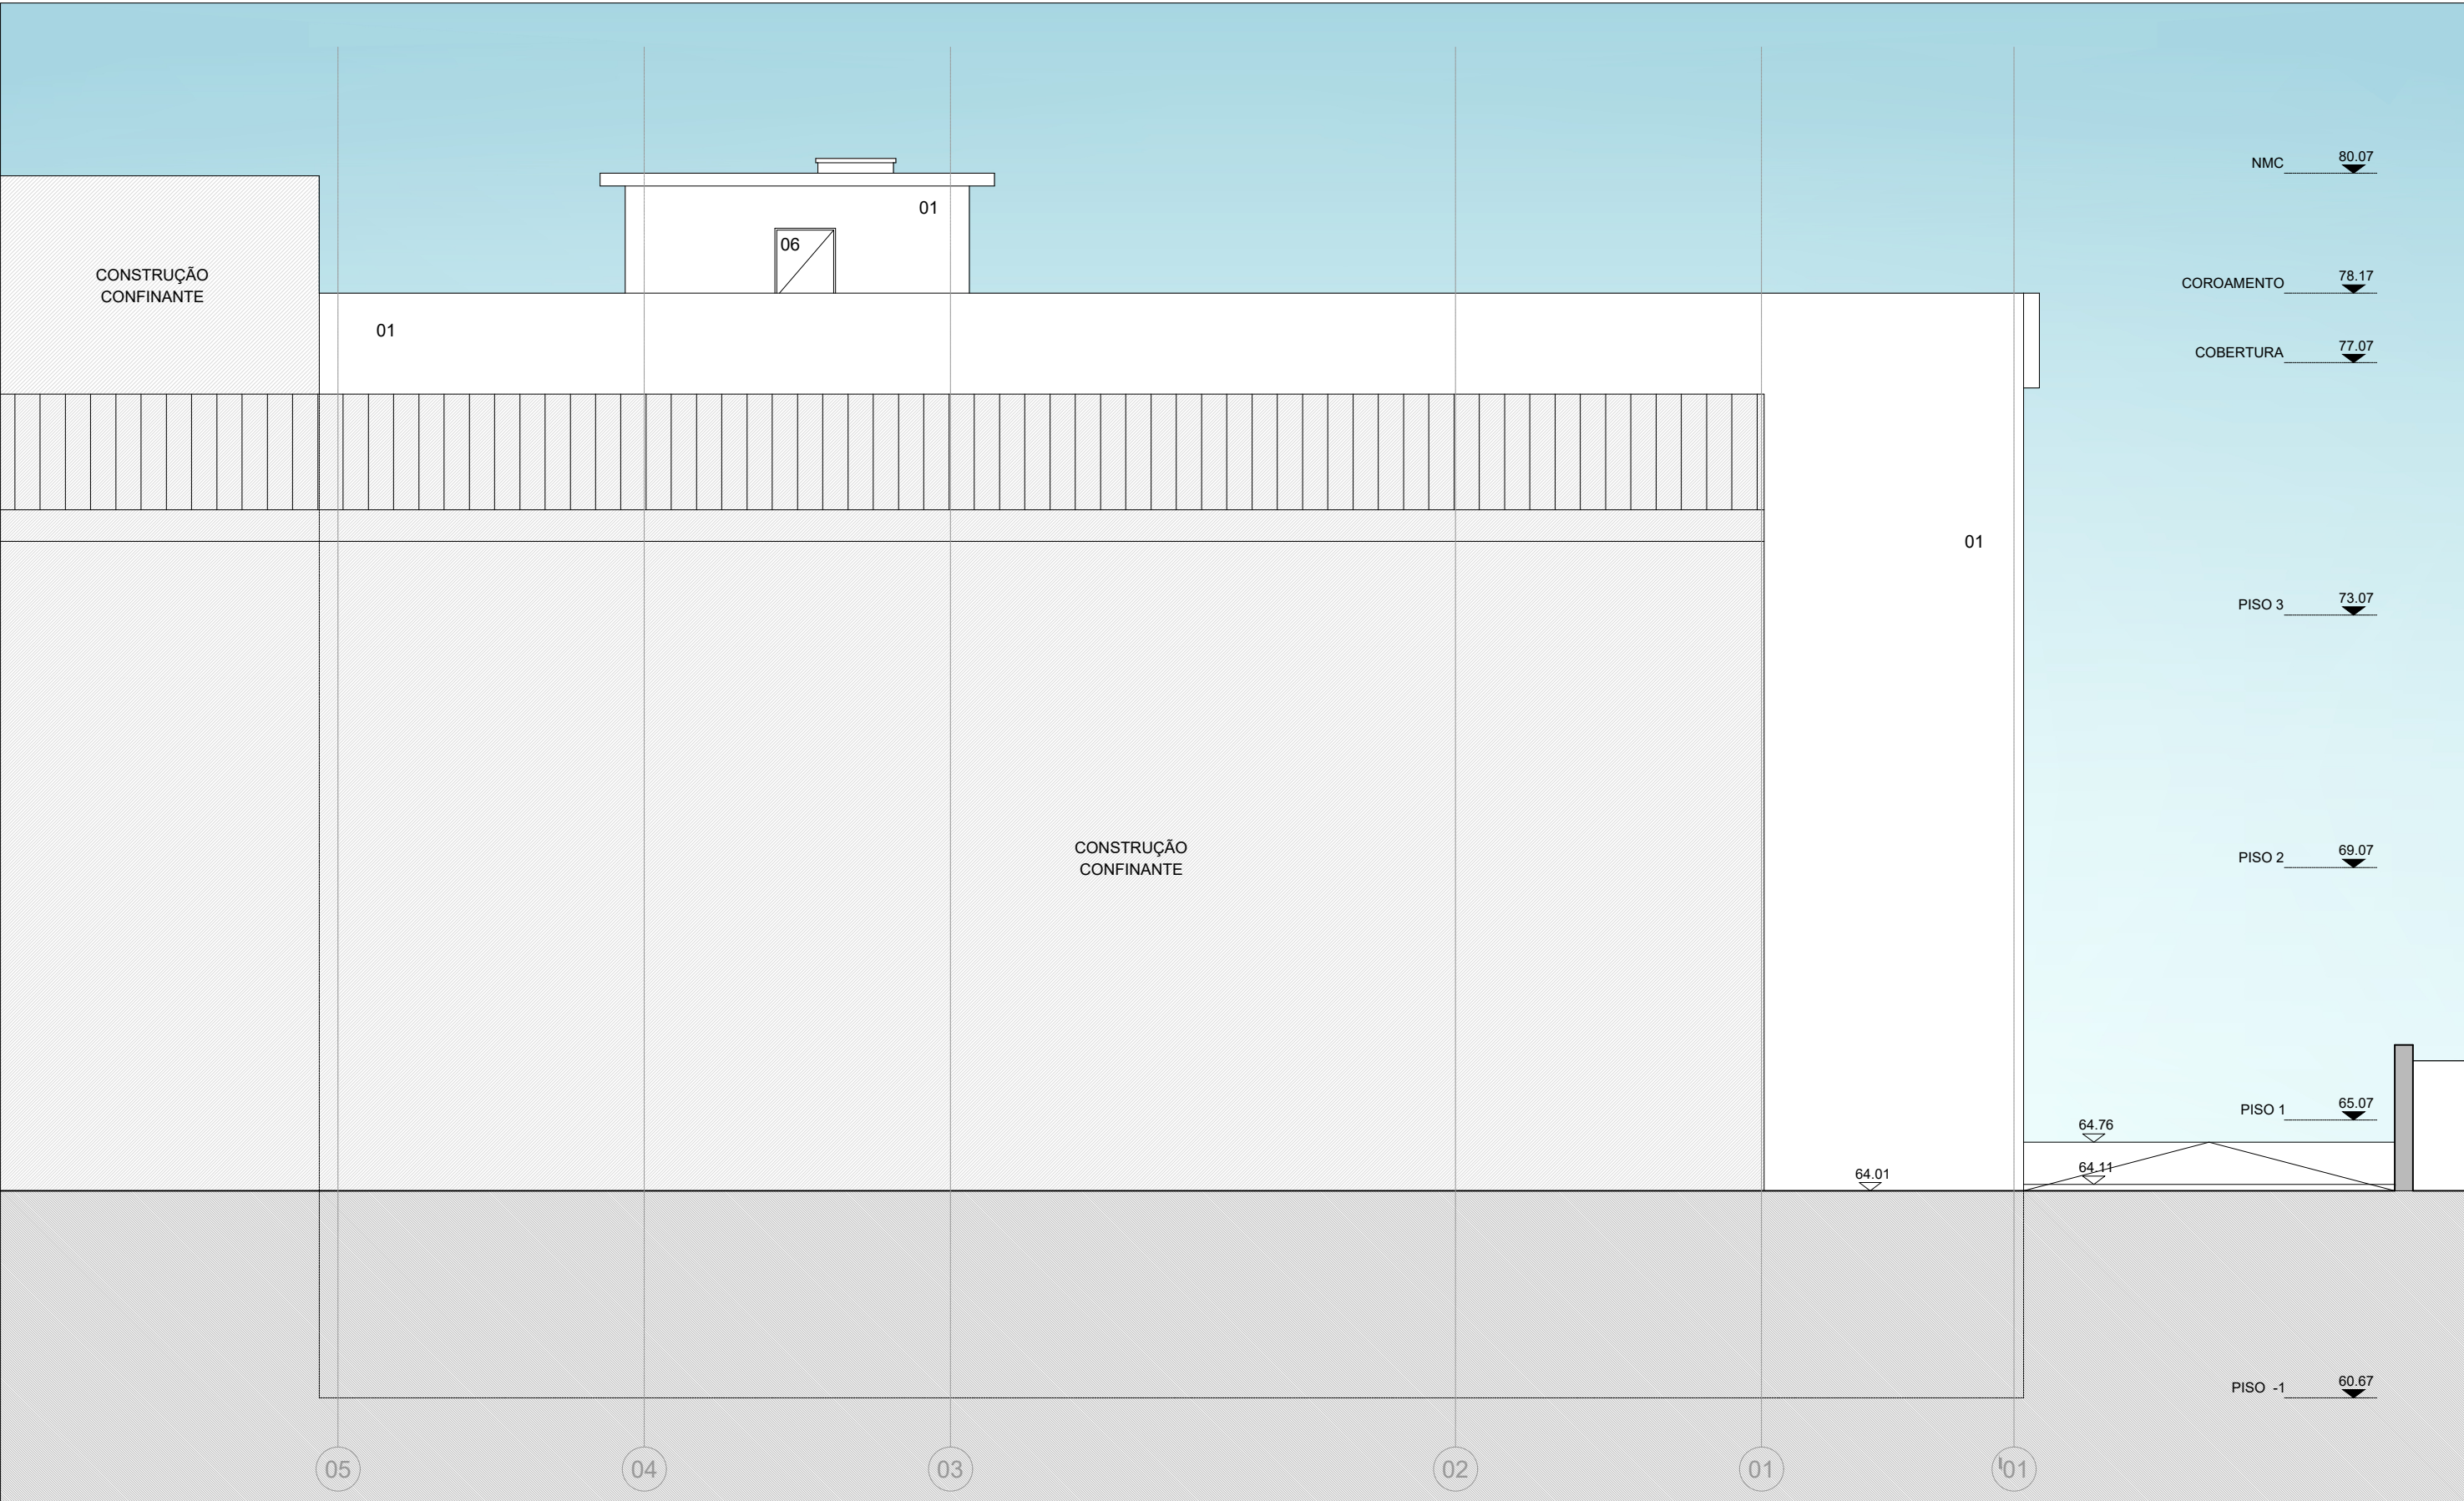 NMC 80.07
01
06
CONSTRUÇÃO
CONFINANTE
COROAMENTO 78.17
01
COBERTURA 77.07
01
PISO 3 73.07
CONSTRUÇÃO
CONFINANTE
PISO 2 69.07
PISO 1 65.07
64.76
64.11
64.01
PISO -1 60.67
05 04 03 02 01 '01